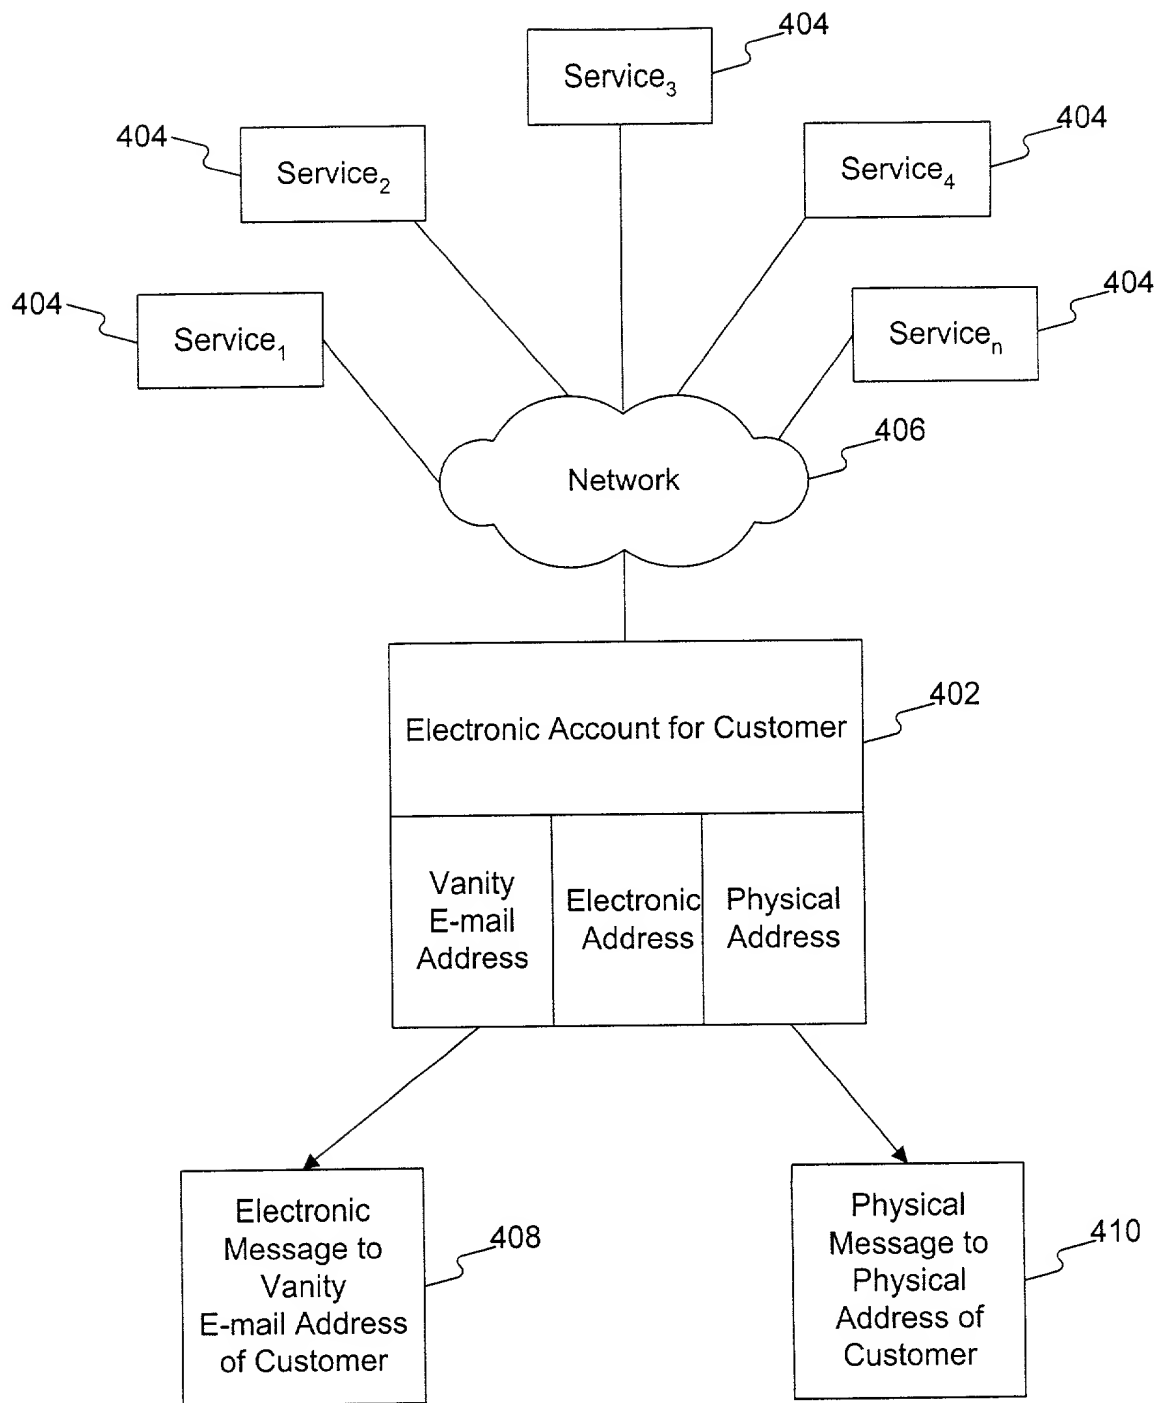 404
Service3
404
Service2
404
Service4
404
Service1
404
Servicen
Network
406
402
Electronic Account for Customer
Vanity
E-mail
Address
Electronic
Address
Physical
Address
Electronic
Message to
Vanity
E-mail Address
of Customer
408
Physical
Message to
Physical
Address of
Customer
410
404